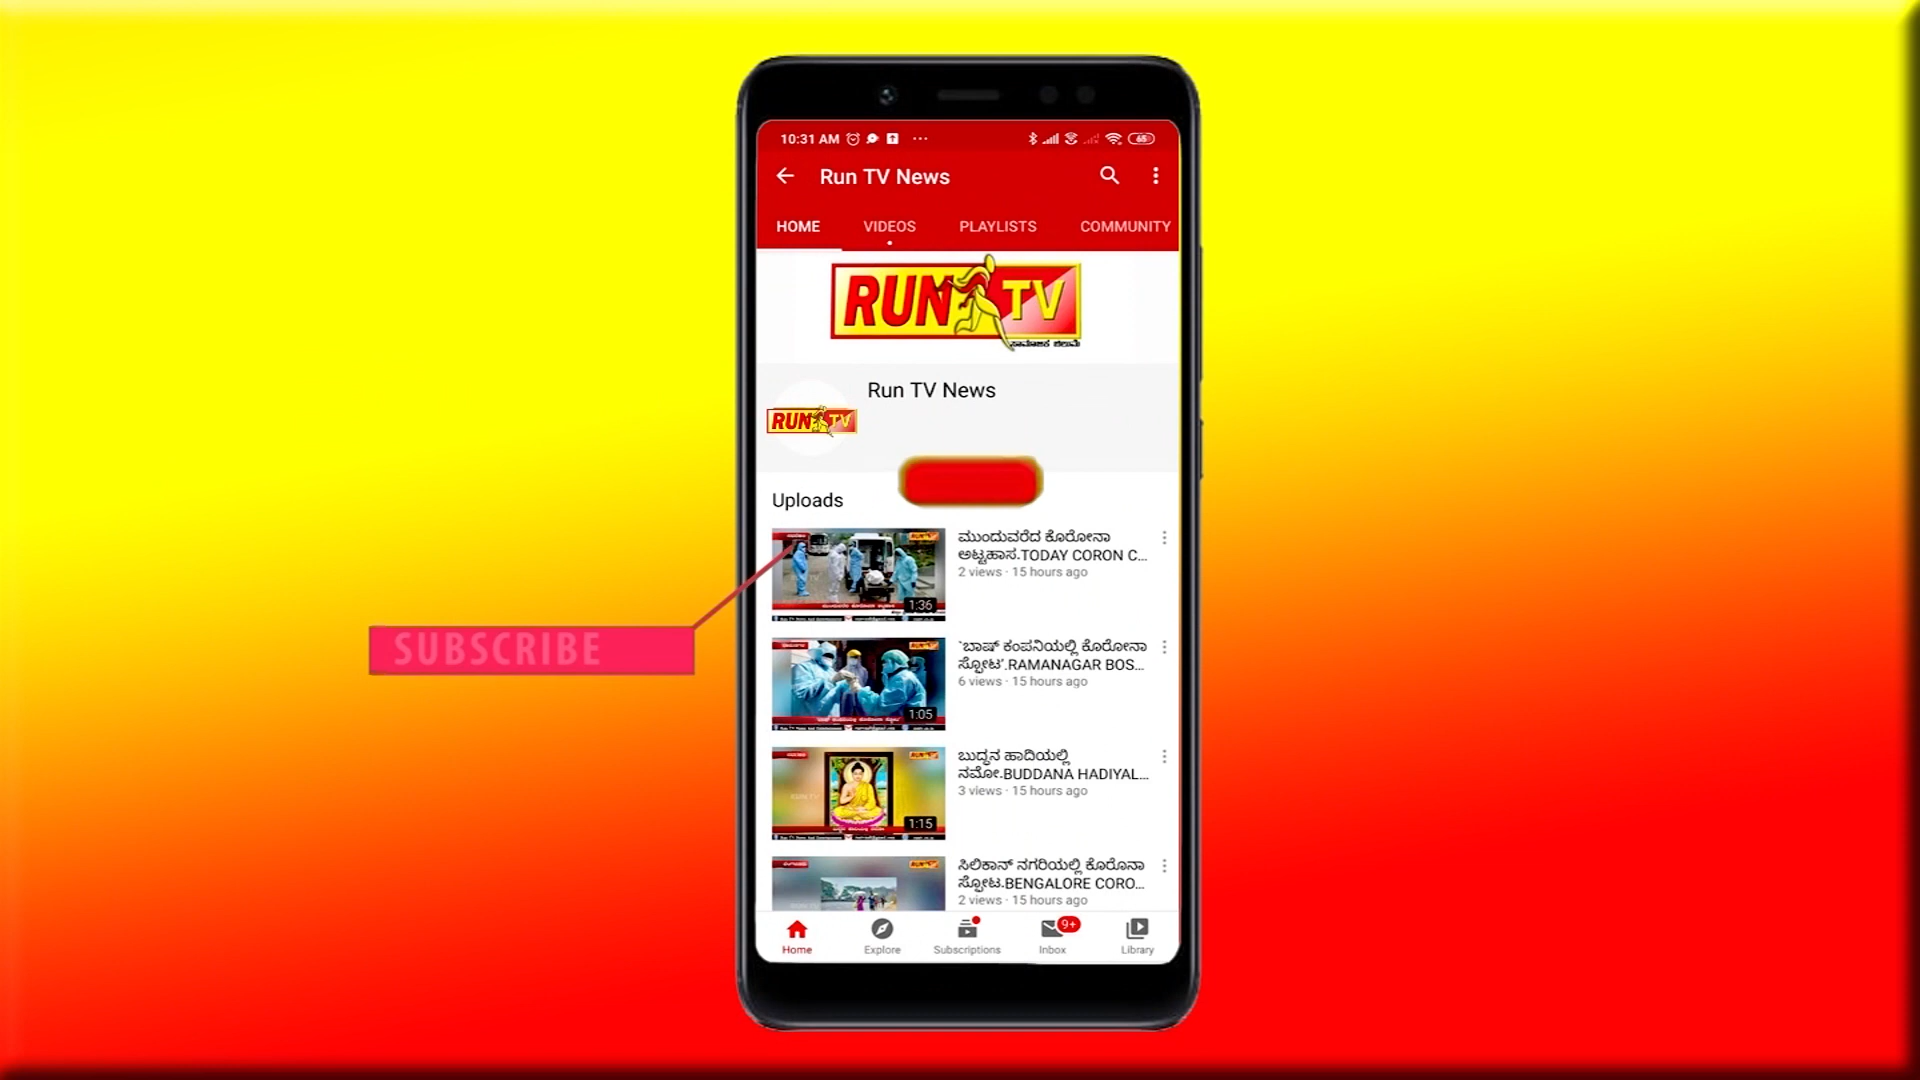 10:31 AM
65
Run TV News
HOME VIDEOS PLAYLISTS COMMUNITY
RUN TV
ಸಾಮಾಜಿಕ ಚಿಲುಮೆ
Run TV News
RUN TV
Uploads
ಮುಂದುವರೆದ ಕೊರೋನಾ
ಅಟ್ಟಹಾಸ.TODAY CORON C...
2 views · 15 hours ago
1:36
SUBSCRIBE
`ಬಾಷ್ ಕಂಪನಿಯಲ್ಲಿ ಕೊರೋನಾ
ಸ್ಫೋಟ'.RAMANAGAR BOS...
6 views · 15 hours ago
1:05
ಬುದ್ಧನ ಹಾದಿಯಲ್ಲಿ
ನಮೋ.BUDDANA HADIYAL...
3 views · 15 hours ago
1:15
ಸಿಲಿಕಾನ್ ನಗರಿಯಲ್ಲಿ ಕೊರೊನಾ
ಸ್ಫೋಟ.BENGALORE CORO...
2 views · 15 hours ago
9+
Home Explore Subscriptions Inbox Library